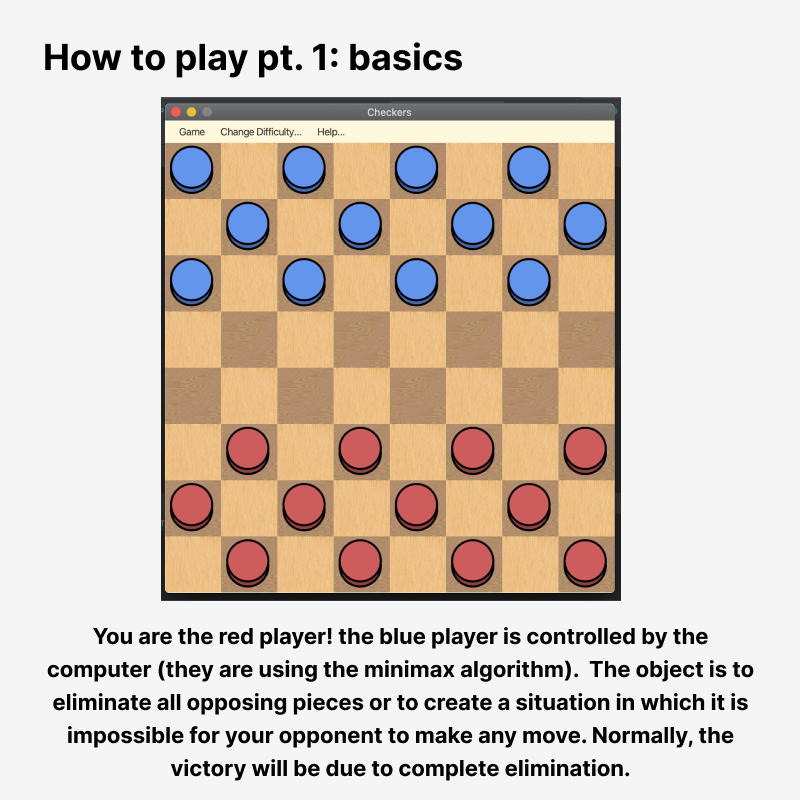 How to play pt. 1: basics
Checkers
Game Change Difficulty... Help...
You are the red player! the blue player is controlled by the
computer (they are using the minimax algorithm).  The object is to
eliminate all opposing pieces or to create a situation in which it is
impossible for your opponent to make any move. Normally, the
victory will be due to complete elimination.